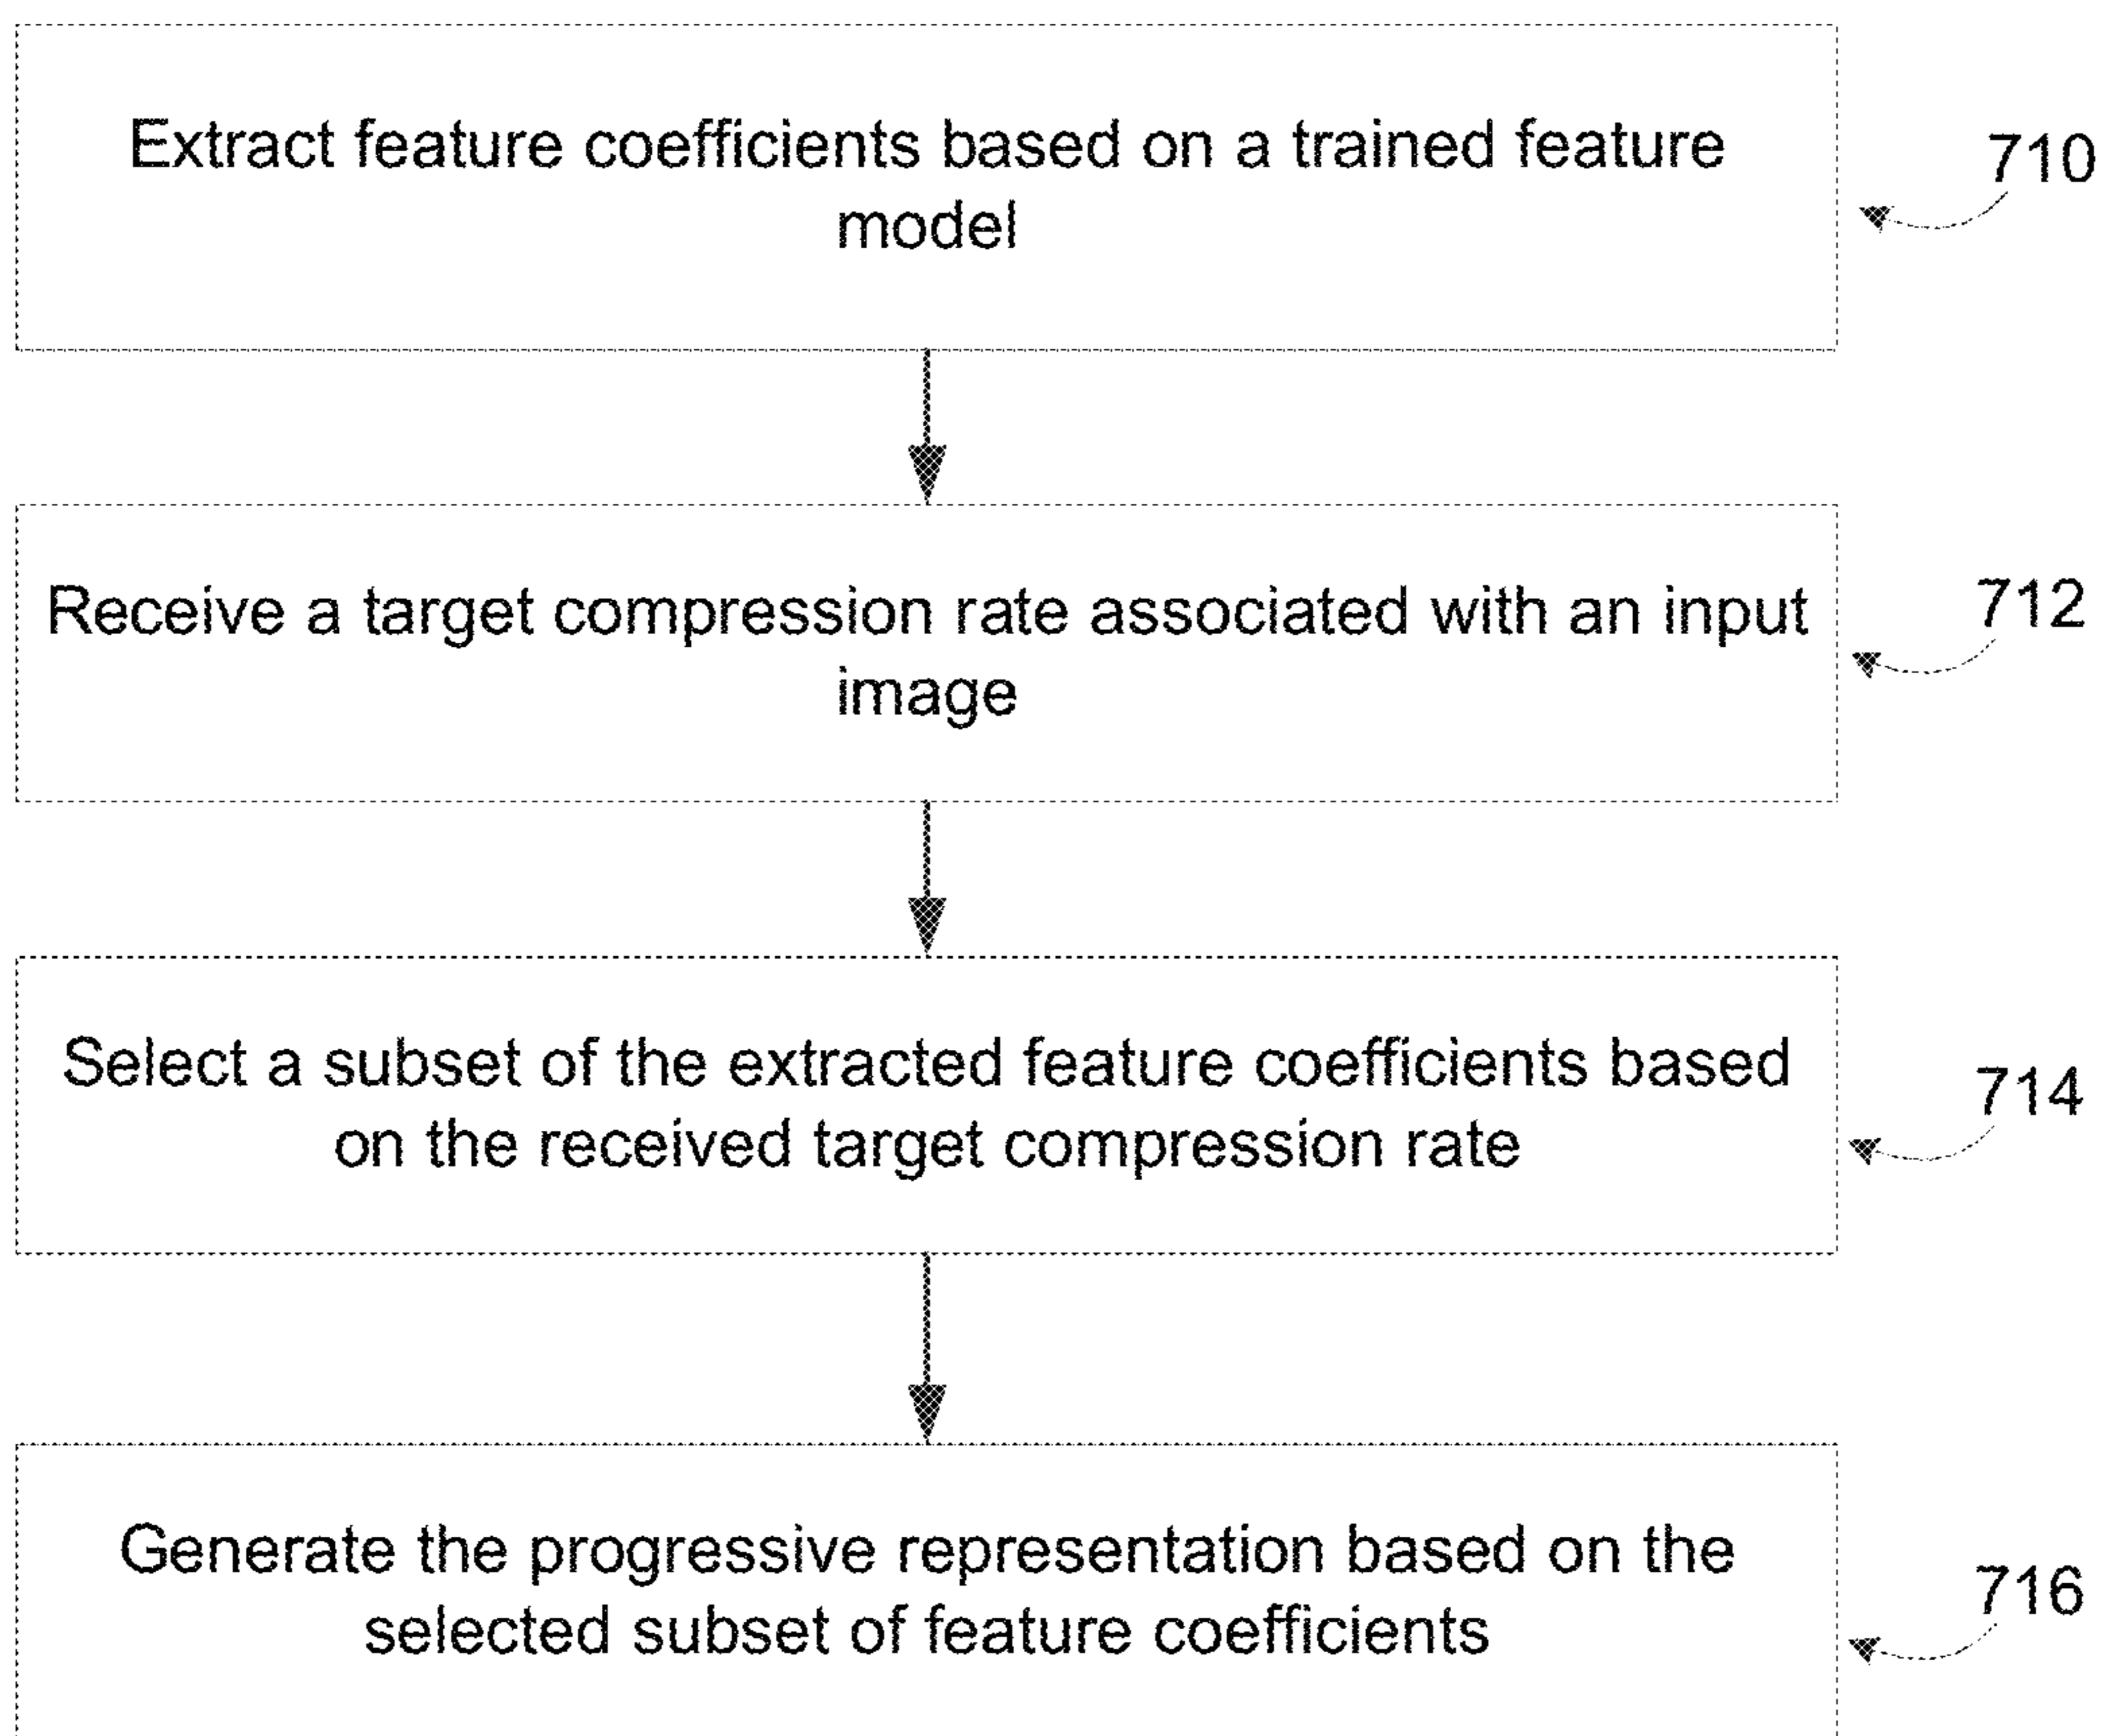 Extract feature coefficients based on a trained feature
model
710
Receive a target compression rate associated with an input
image
712
Select a subset of the extracted feature coefficients based
on the received target compression rate
714
Generate the progressive representation based on the
selected subset of feature coefficients
716